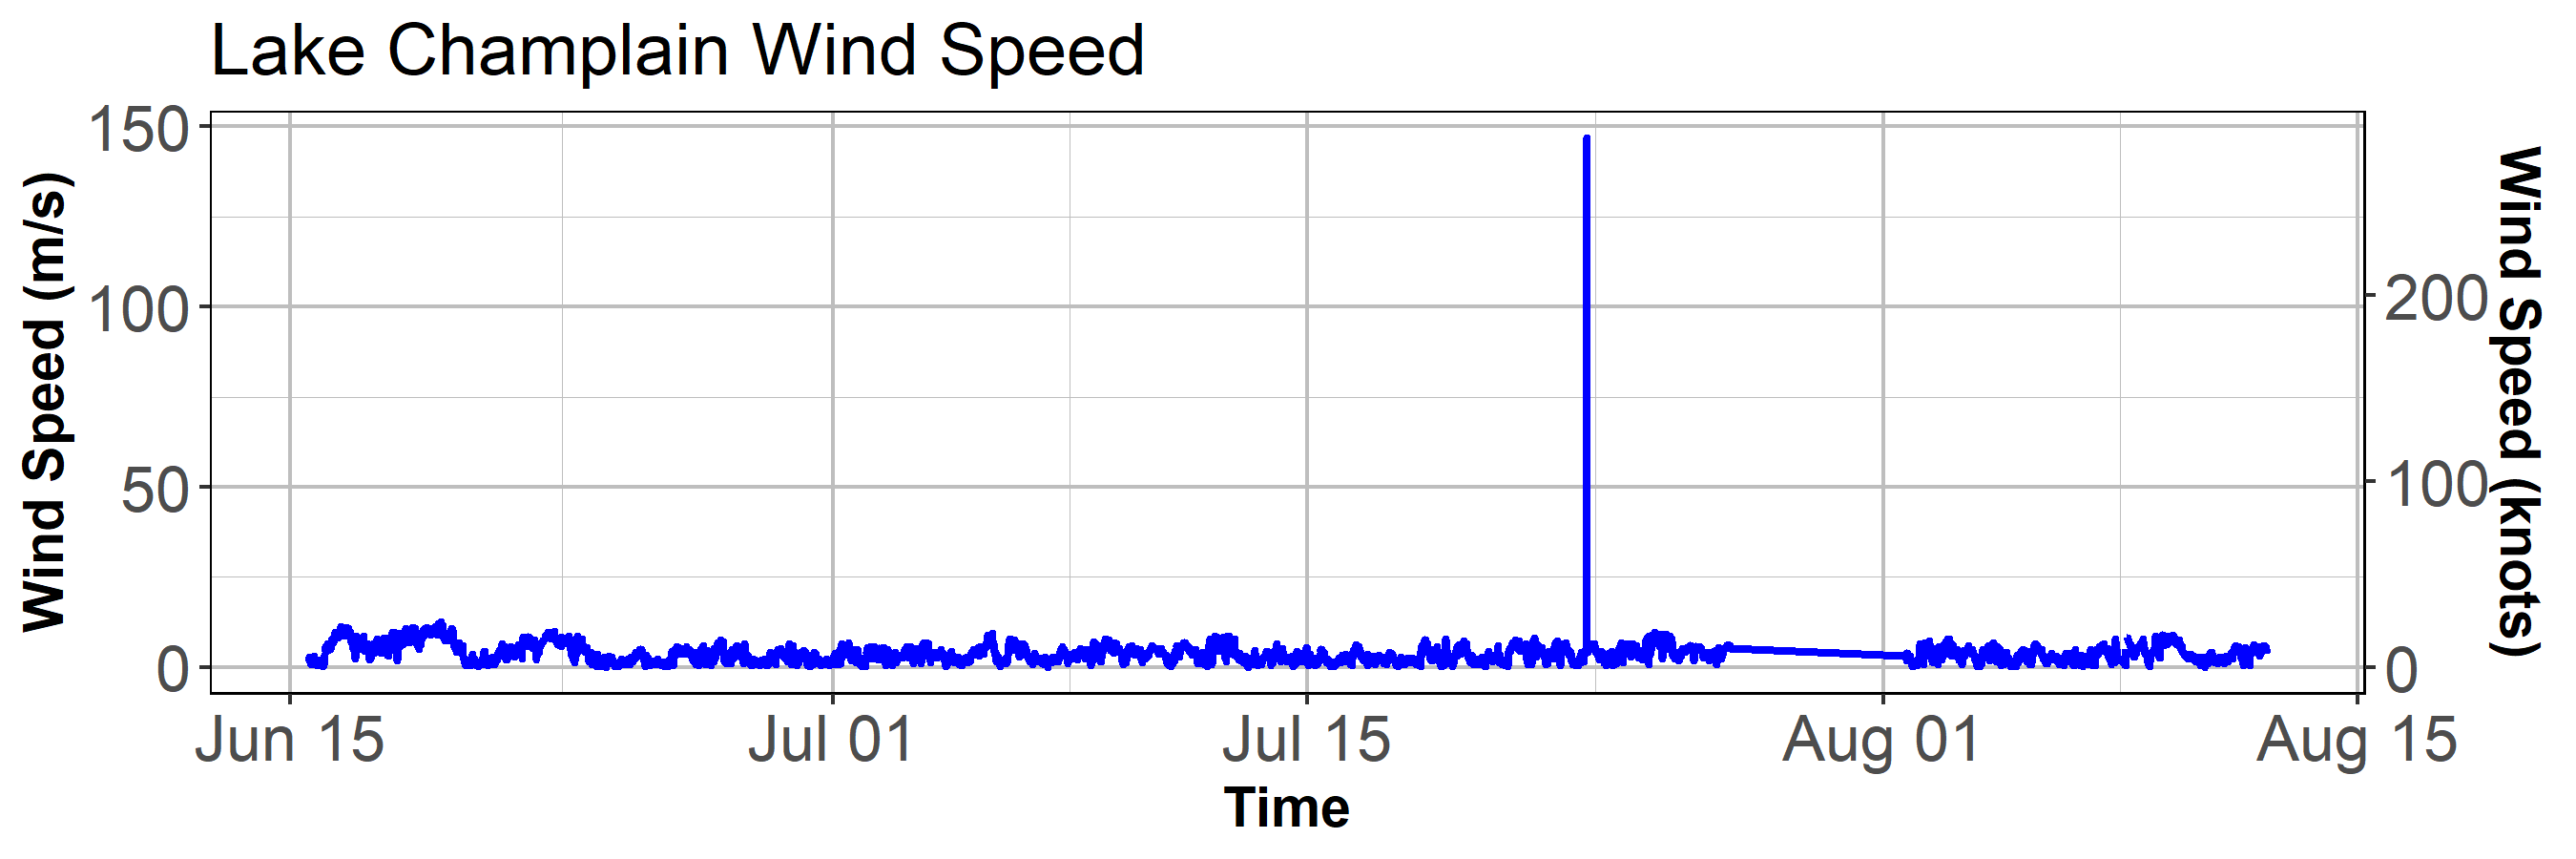 Lake Champlain Wind Speed
Wind Speed (m/s)
150
100
50
0
200
100
0
Wind Speed (knots)
Jun 15
Jul 01
Jul 15
Aug 01
Aug 15
Time